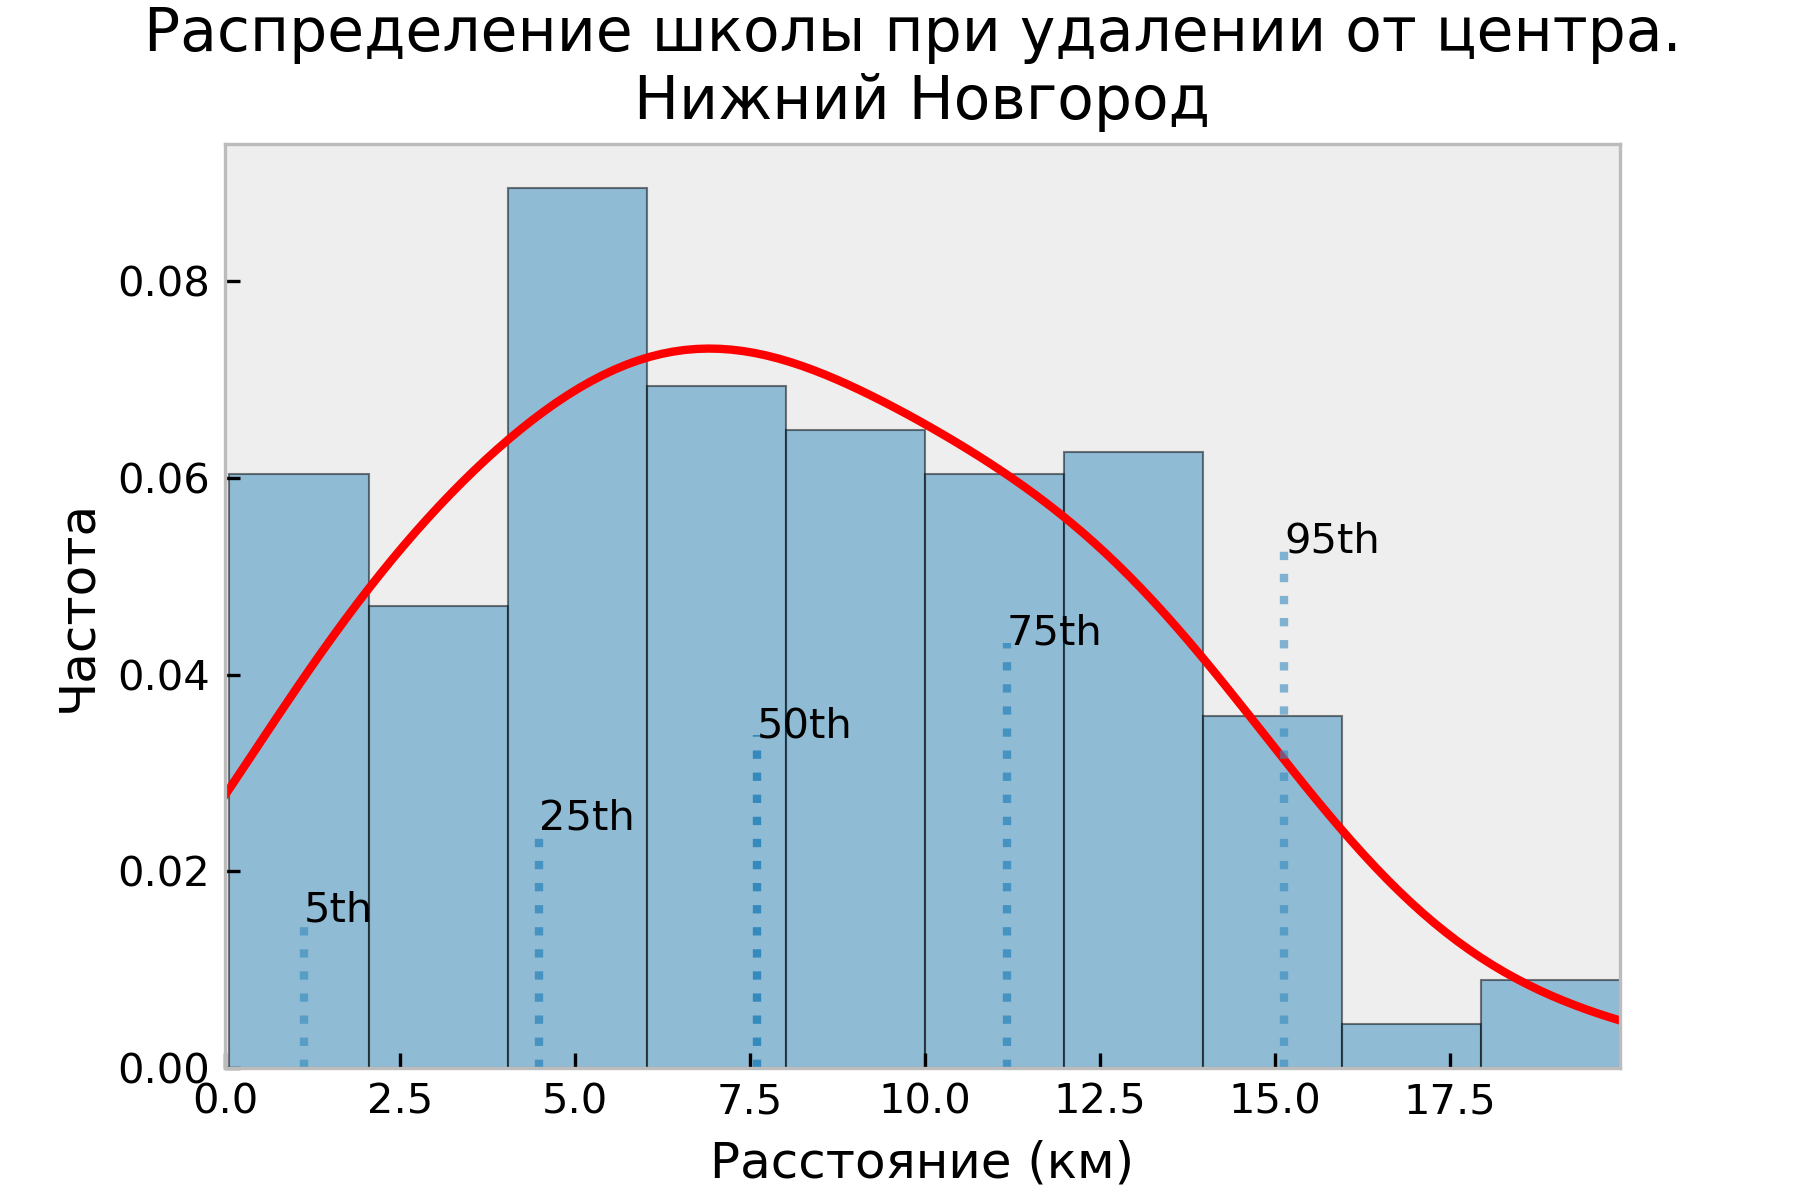 Распределение школы при удалении от центра.
Нижний Новгород
Частота
0.08
0.06
0.04
0.02
0.00
95th
75th
50th
25th
5th
0.0 2.5 5.0 7.5 10.0 12.5 15.0 17.5
Расстояние (км)